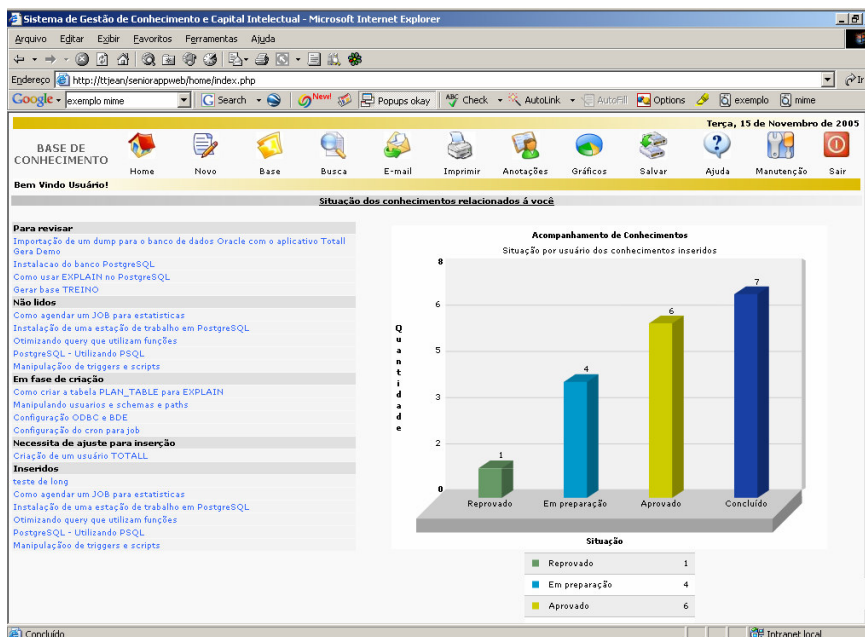 Sistema de Gestão de Conhecimento e Capital Intelectual - Microsoft Internet Explorer
Arquivo Editar Exibir Favoritos Ferramentas Ajuda
Endereço http://ttjean/seniorappweb/home/index.php Ir
Google exemplo mime Search New! Popups okay ABC Check AutoLink AutoFill Options exemplo mime
Terça, 15 de Novembro de 2005
BASE DE
CONHECIMENTO
Home Novo Base Busca E-mail Imprimir Anotações Gráficos Salvar Ajuda Manutenção Sair
Bem Vindo Usuário!
Situação dos conhecimentos relacionados á você
Para revisar
Importação de um dump para o banco de dados Oracle com o aplicativo Totall
Gera Demo
Instalacao do banco PostgreSQL
Como usar EXPLAIN no PostgreSQL
Gerar base TREINO
Não lidos
Como agendar um JOB para estatisticas
Instalação de uma estação de trabalho em PostgreSQL
Otimizando query que utilizam funções
PostgreSQL - Utilizando PSQL
Manipulaçãoo de triggers e scripts
Em fase de criação
Como criar a tabela PLAN_TABLE para EXPLAIN
Manipulando usuarios e schemas e paths
Configuração ODBC e BDE
Configuração do cron para job
Necessita de ajuste para inserção
Criação de um usuário TOTALL
Inseridos
teste de long
Como agendar um JOB para estatisticas
Instalação de uma estação de trabalho em PostgreSQL
Otimizando query que utilizam funções
PostgreSQL - Utilizando PSQL
Manipulaçãoo de triggers e scripts
Acompanhamento de Conhecimentos
Situação por usuário dos conhecimentos inseridos
Quantidade
8
6
5
3
2
0
1
4
6
7
Reprovado Em preparação Aprovado Concluído
Situação
Reprovado 1
Em preparação 4
Aprovado 6
Concluído Intranet local